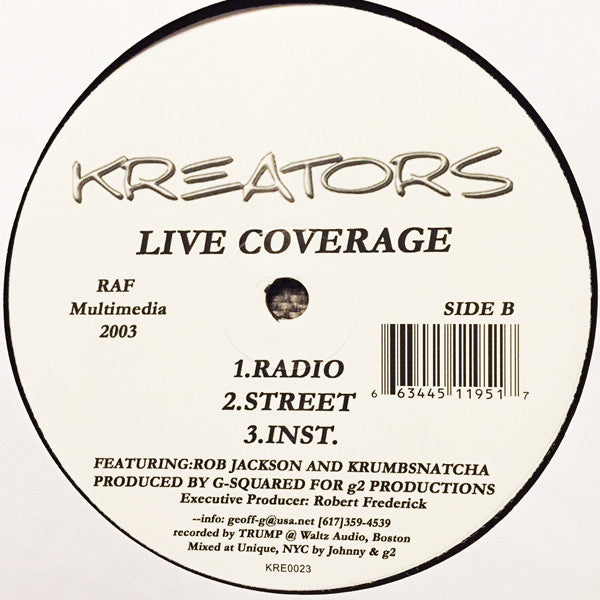 KREATORS
LIVE COVERAGE
RAF
Multimedia
2003
SIDE B
1.RADIO
2.STREET
3.INST.
6 63445 11951 7
FEATURING:ROB JACKSON AND KRUMBSNATCHA
PRODUCED BY G-SQUARED FOR g2 PRODUCTIONS
Executive Producer: Robert Frederick
--info: geoff-g@usa.net [617]359-4539
recorded by TRUMP @ Waltz Audio, Boston
Mixed at Unique, NYC by Johnny & g2
KRE0023